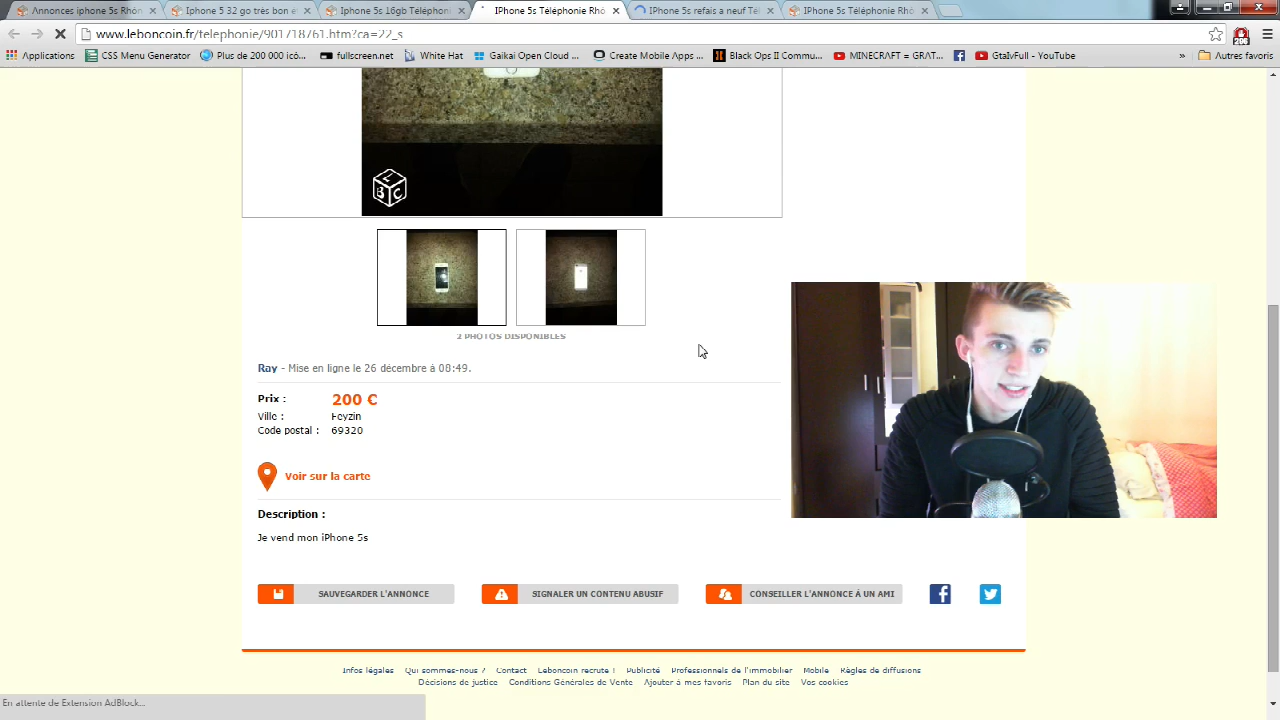 Annonces iphone 5s Rhôn
Iphone 5 32 go très bon e
Iphone 5s 16gb Téléphon
IPhone 5s Téléphonie Rhô
IPhone 5s refais a neuf Té
IPhone 5s Téléphonie Rhô
www.leboncoin.fr/telephonie/901718761.htm?ca=22_s
Applications
CSS Menu Generator
Plus de 200 000 icô...
fullscreen.net
White Hat
Gaikai Open Cloud ...
Create Mobile Apps ...
Black Ops II Commu...
MINECRAFT = GRAT...
GtaIvFull - YouTube
»
Autres favoris
L
B C
2 PHOTOS DISPONIBLES
Ray - Mise en ligne le 26 décembre à 08:49.
Prix : 200 €
Ville : Feyzin
Code postal : 69320
Voir sur la carte
Description :
Je vend mon iPhone 5s
SAUVEGARDER L'ANNONCE
SIGNALER UN CONTENU ABUSIF
CONSEILLER L'ANNONCE À UN AMI
Infos légales Qui sommes-nous ? Contact Leboncoin recrute ! Publicité Professionnels de l'immobilier Mobile Règles de diffusions
Décisions de justice Conditions Générales de Vente Ajouter à mes favoris Plan du site Vos cookies
En attente de Extension AdBlock...